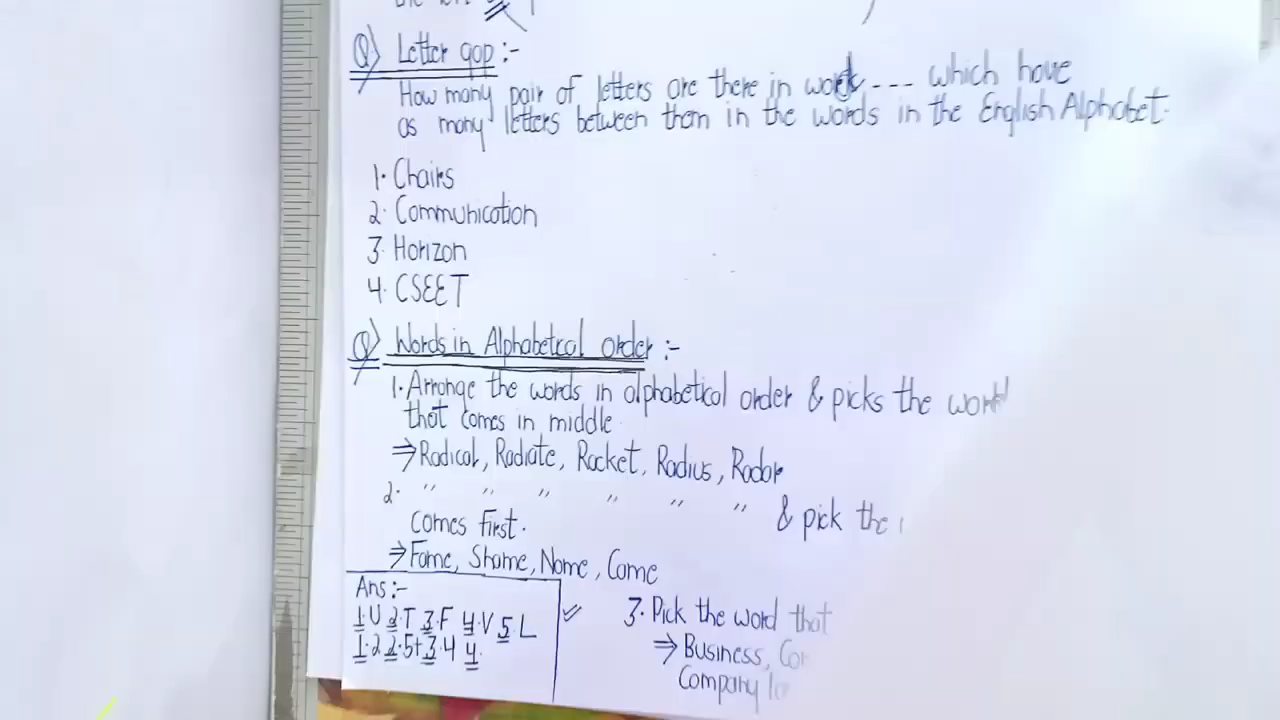 Q) Letter gap :-
How many pair of letters are there in word --- which have
as many letters between them in the words in the English Alphabet.
1. Chairs
2. Communication
3. Horizon
4. CSEET
Q) Words in Alphabetical order :-
1. Arrange the words in alphabetical order & picks the word
that comes in middle.
⇒ Radical, Radiate, Racket, Radius, Radar
2. " " " " " " & pick the
comes first.
⇒ Fame, Shame, Name, Came
Ans :-
1. U 2. T 3. F 4. V 5. L
1. 2 2. 5+ 3. 4 4.
3. Pick the word that
⇒ Business,
Company